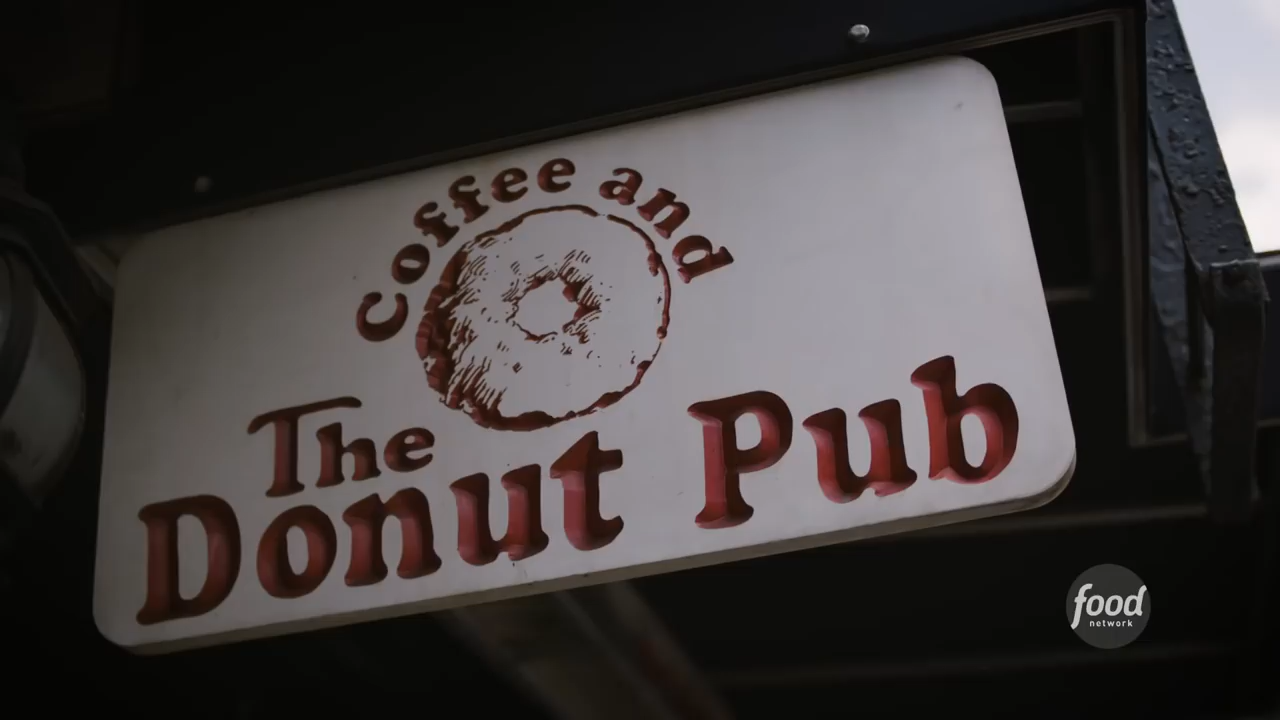 Coffee and
The
Donut Pub
food
network